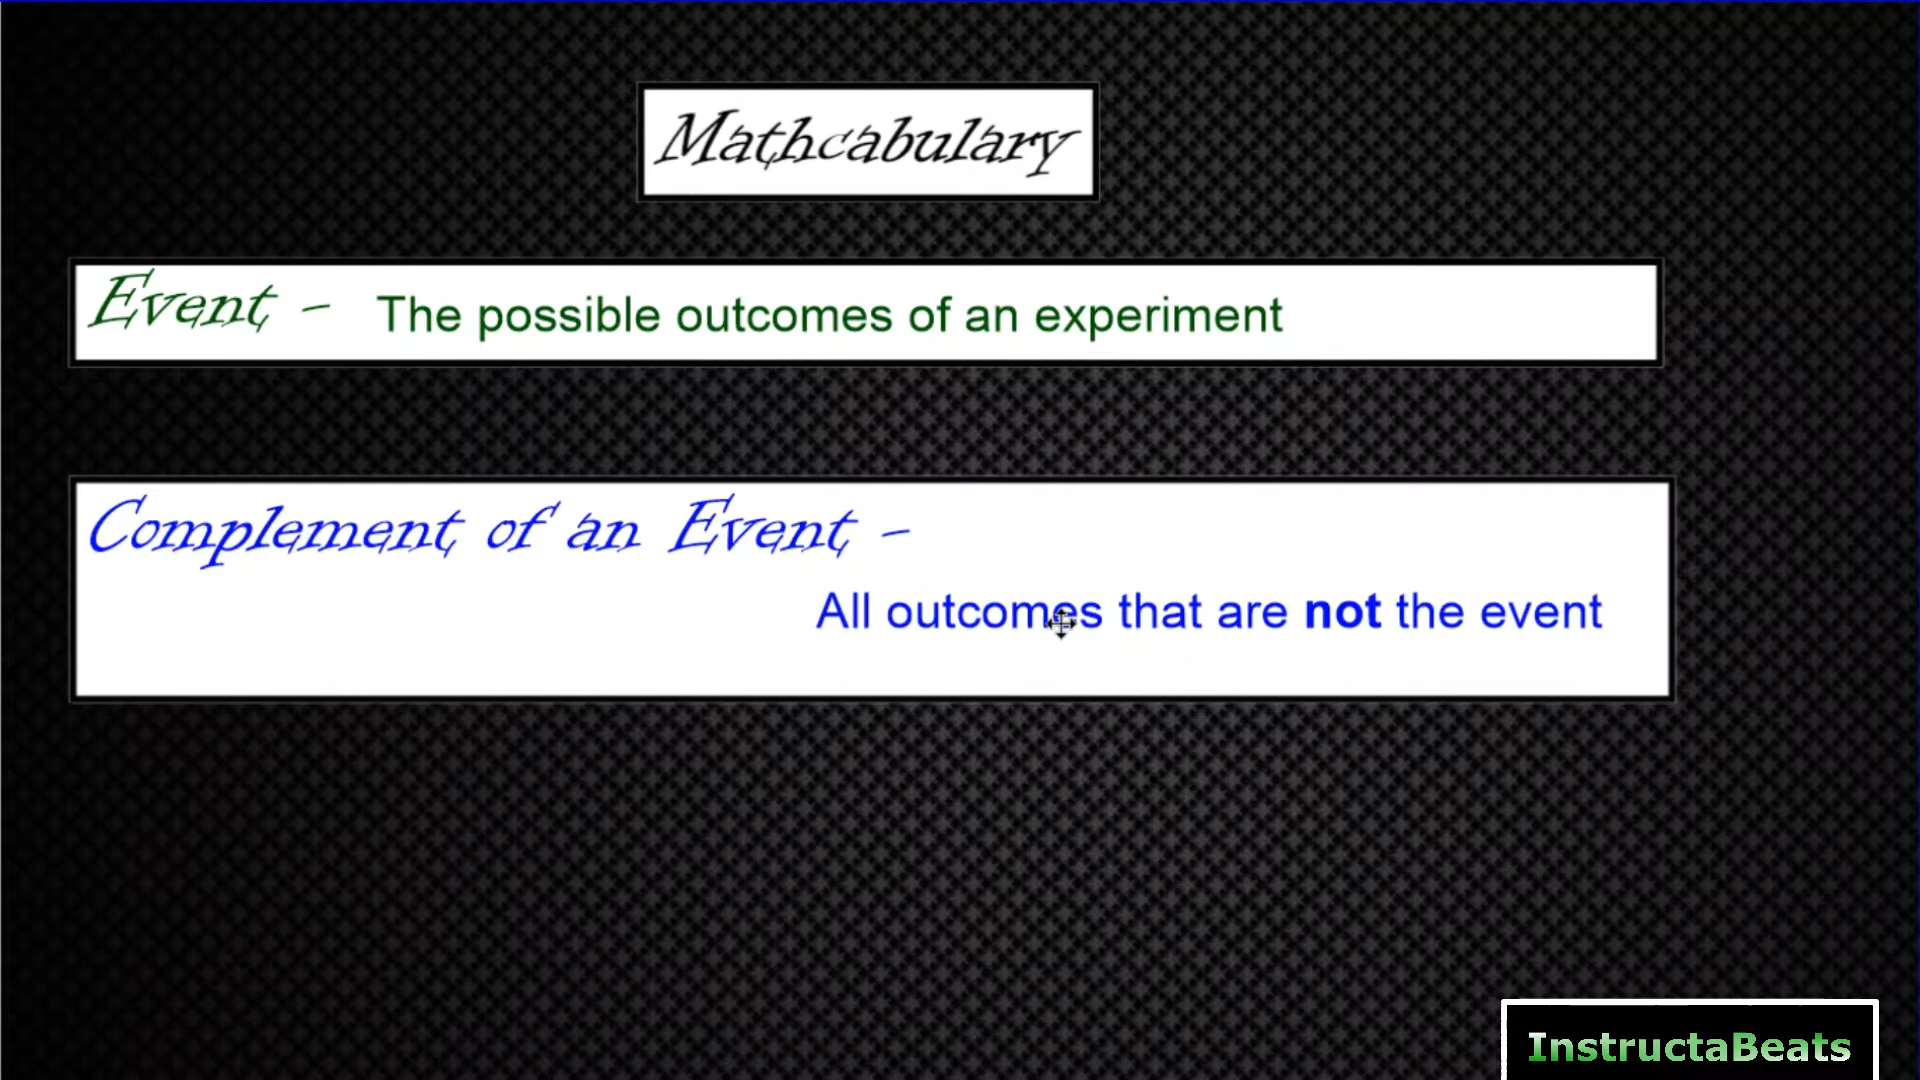 Mathcabulary
Event - The possible outcomes of an experiment
Complement of an Event -
All outcomes that are not the event
InstructaBeats